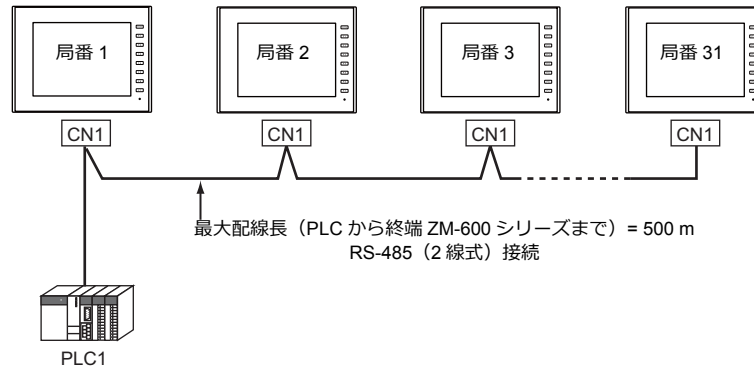 局番 1
局番 2
局番 3
局番 31
CN1
CN1
CN1
CN1
最大配線長（PLC から終端 ZM-600 シリーズまで）= 500 m
RS-485（2 線式）接続
PLC1